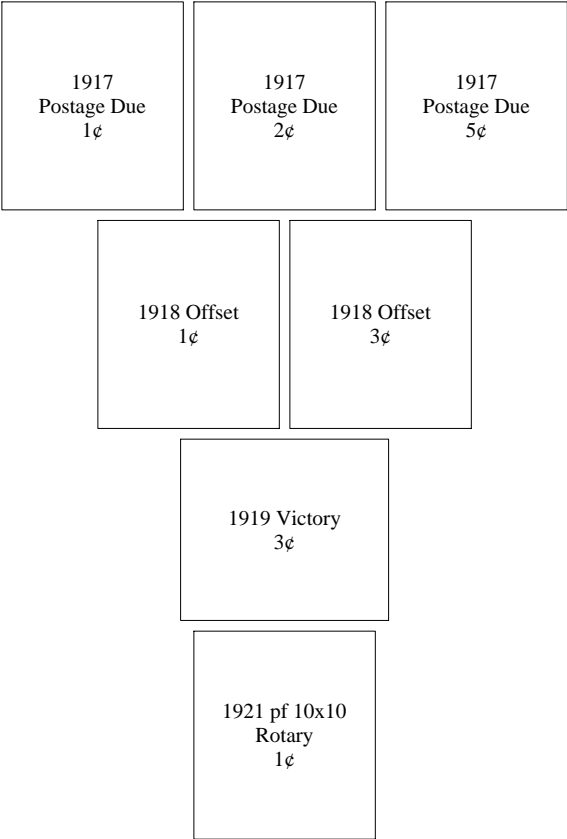 1917
Postage Due
1¢
1917
Postage Due
2¢
1917
Postage Due
5¢
1918 Offset
1¢
1918 Offset
3¢
1919 Victory
3¢
1921 pf 10x10
Rotary
1¢